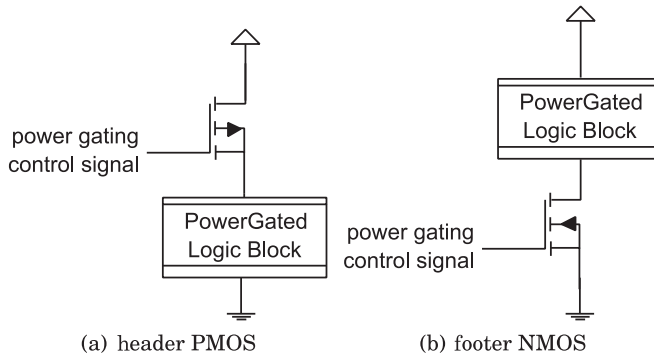 power gating
control signal
PowerGated
Logic Block
(a) header PMOS
PowerGated
Logic Block
power gating
control signal
(b) footer NMOS